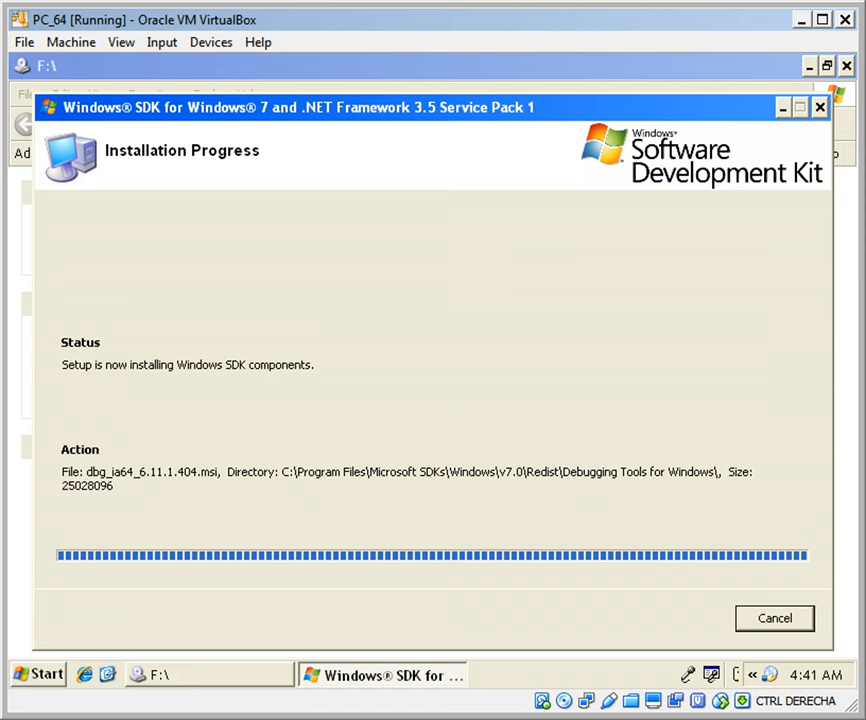 PC_64 [Running] - Oracle VM VirtualBox
File Machine View Input Devices Help
F:\
Windows® SDK for Windows® 7 and .NET Framework 3.5 Service Pack 1
Installation Progress
Windows
Software
Development Kit
Ad
Status
Setup is now installing Windows SDK components.
Action
File: dbg_ia64_6.11.1.404.msi, Directory: C:\Program Files\Microsoft SDKs\Windows\v7.0\Redist\Debugging Tools for Windows\, Size:
25028096
Cancel
Start F:\ Windows® SDK for ... « 4:41 AM
CTRL DERECHA